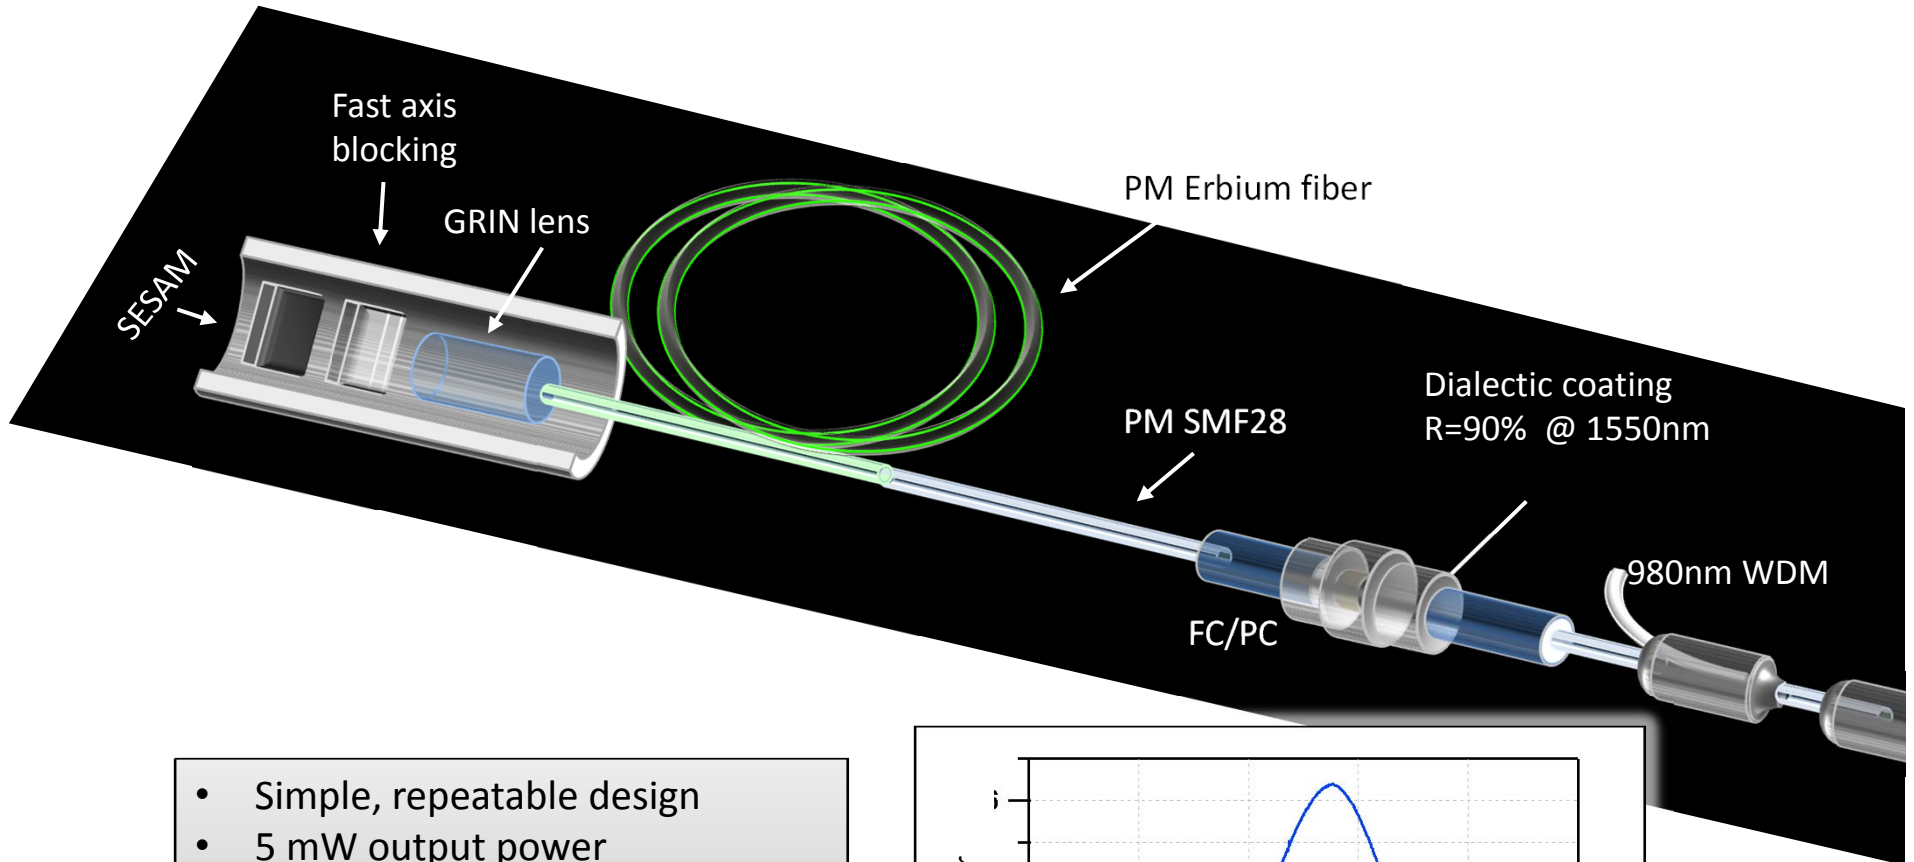 Fast axis
blocking
GRIN lens
SESAM
PM Erbium fiber
PM SMF28
Dialectic coating
R=90%  @ 1550nm
980nm WDM
FC/PC
• Simple, repeatable design
• 5 mW output power